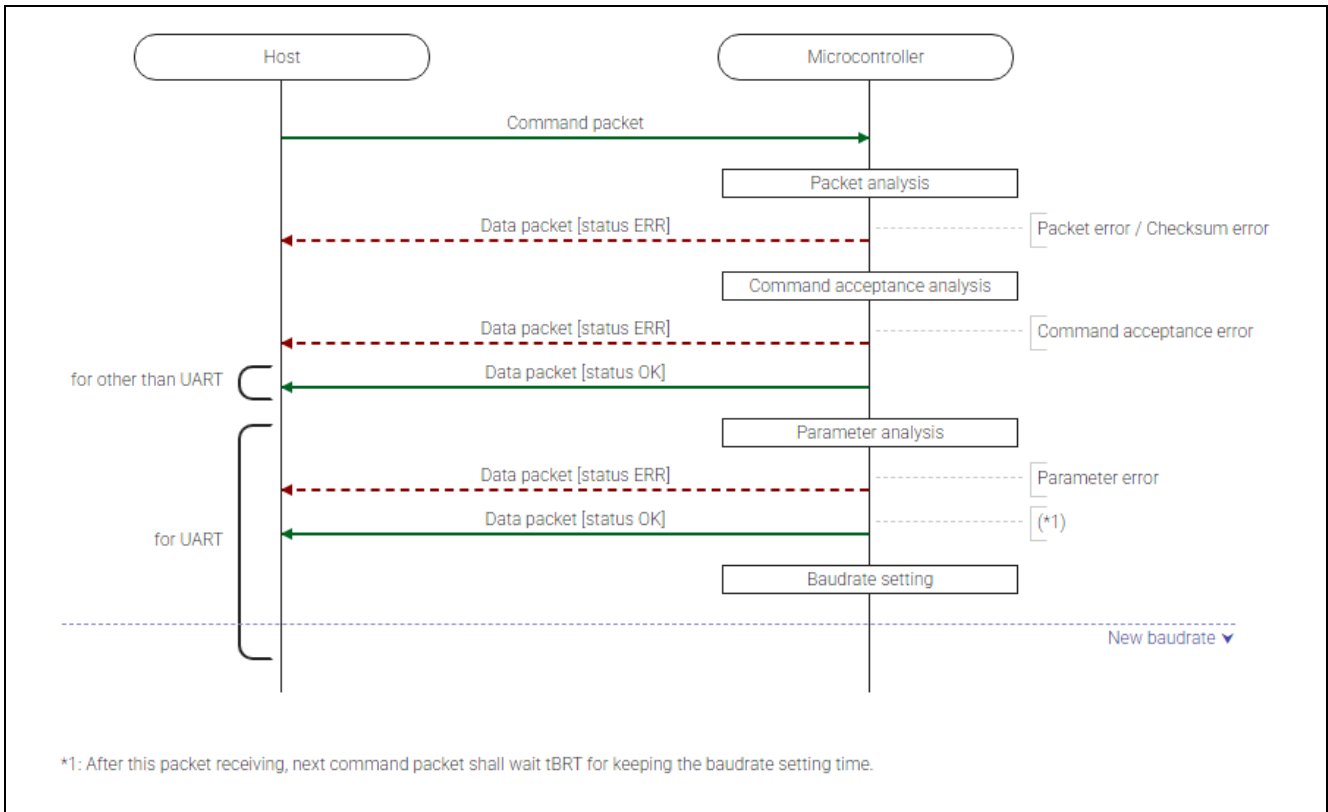 Host
Microcontroller
Command packet
Packet analysis
Data packet [status ERR]
Packet error / Checksum error
Command acceptance analysis
Data packet [status ERR]
Command acceptance error
for other than UART
Data packet [status OK]
Parameter analysis
Data packet [status ERR]
Parameter error
Data packet [status OK]
(*1)
for UART
Baudrate setting
New baudrate
*1: After this packet receiving, next command packet shall wait tBRT for keeping the baudrate setting time.